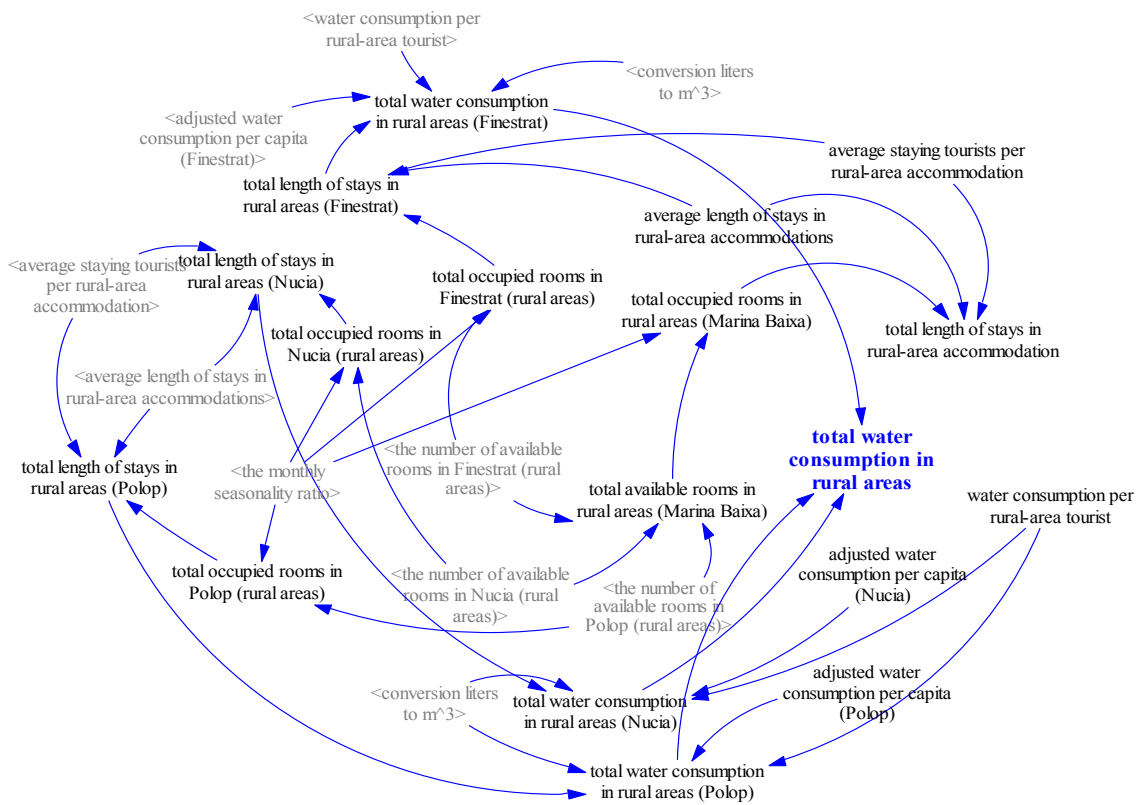 <water consumption per
rural-area tourist>
<conversion liters
to m^3>
total water consumption
in rural areas (Finestrat)
<adjusted water
consumption per capita
(Finestrat)>
average staying tourists per
rural-area accommodation
total length of stays in
rural areas (Finestrat)
average length of stays in
rural-area accommodations
<average staying tourists
per rural-area
accommodation>
total length of stays in
rural areas (Nucia)
total occupied rooms in
Finestrat (rural areas)
total occupied rooms in
rural areas (Marina Baixa)
total occupied rooms in
Nucia (rural areas)
total length of stays in
rural-area accommodation
<average length of stays in
rural-area accommodations>
total water
consumption in
rural areas
<the number of available
rooms in Finestrat (rural
areas)>
total length of stays in
rural areas (Polop)
<the monthly
seasonality ratio>
total available rooms in
rural areas (Marina Baixa)
water consumption per
rural-area tourist
adjusted water
consumption per capita
(Nucia)
total occupied rooms in
Polop (rural areas)
<the number of available
rooms in Nucia (rural
areas)>
<the number of
available rooms in
Polop (rural areas)>
adjusted water
consumption per capita
(Polop)
<conversion liters
to m^3>
total water consumption
in rural areas (Nucia)
total water consumption
in rural areas (Polop)